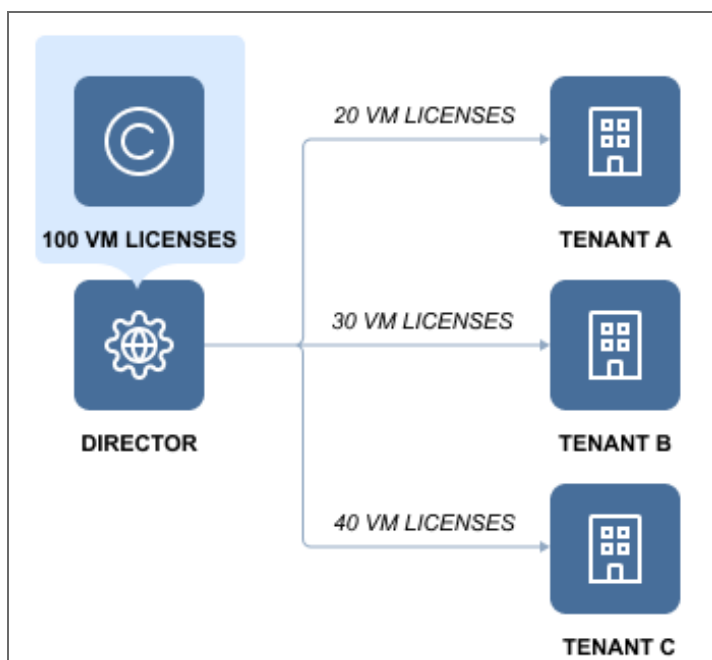 ©
100 VM LICENSES
DIRECTOR
20 VM LICENSES
TENANT A
30 VM LICENSES
TENANT B
40 VM LICENSES
TENANT C